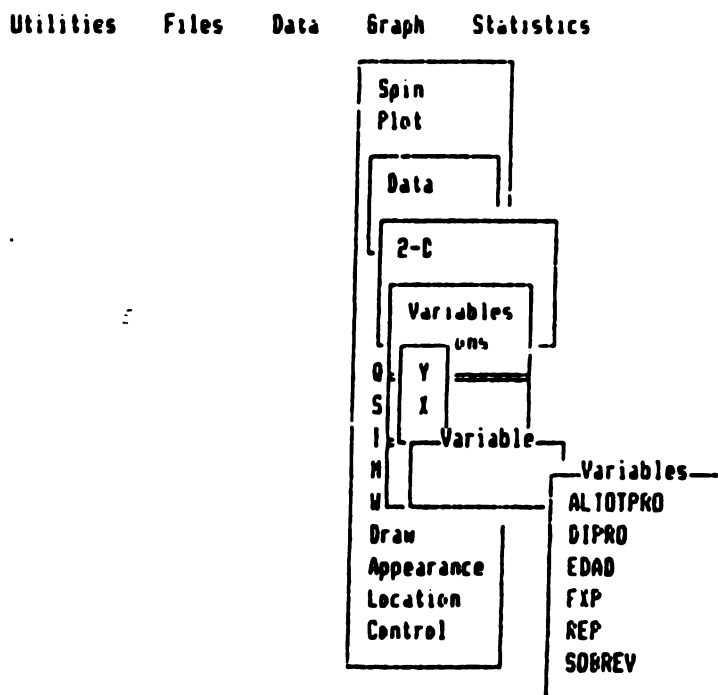 Utilities Files Data Graph Statistics
Spin
Plot
Data
2-C
Variables
ons
Q Y
S X
I Variable
M Variables
W ALTOTPRO
Draw DIPRO
Appearance EDAD
Location FXP
Control REP
SOBREV